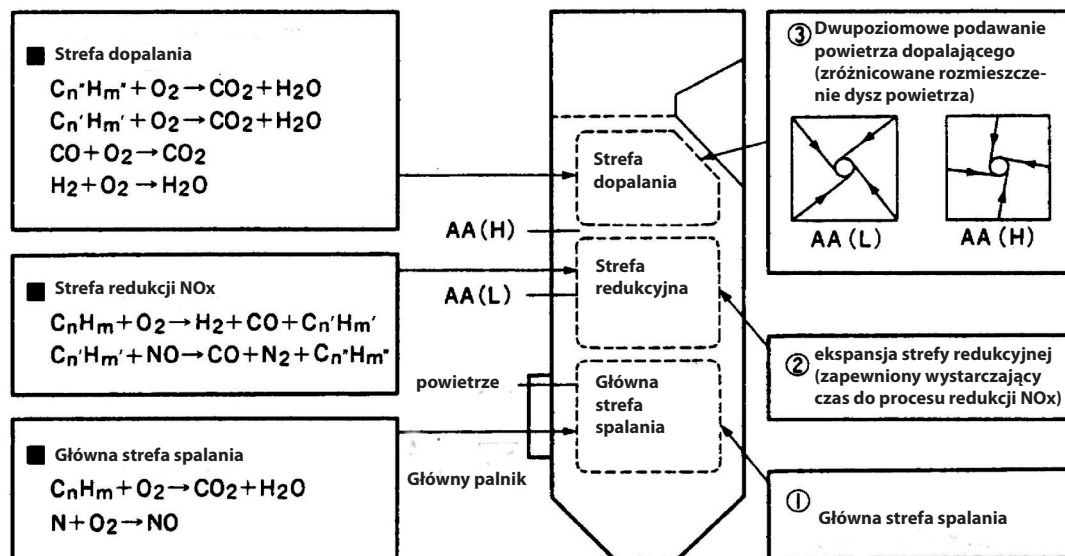 ■ Strefa dopalania
Cn"Hm"+O2→CO2+H2O
Cn'Hm'+O2→CO2+H2O
CO+O2→CO2
H2+O2→H2O
■ Strefa redukcji NOx
CnHm+O2→H2+CO+Cn'Hm'
Cn'Hm'+NO→CO+N2+Cn"Hm"
■ Główna strefa spalania
CnHm+O2→CO2+H2O
N+O2→NO
AA(H)
AA(L)
powietrze
Główny palnik
Strefa
dopalania
Strefa
redukcyjna
Główna
strefa
spalania
③ Dwupoziomowe podawanie
powietrza dopalającego
(zróżnicowane rozmieszcze-
nie dysz powietrza)
AA(L) AA(H)
② ekspansja strefy redukcyjnej
(zapewniony wystarczający
czas do procesu redukcji NOx)
①
Główna strefa spalania